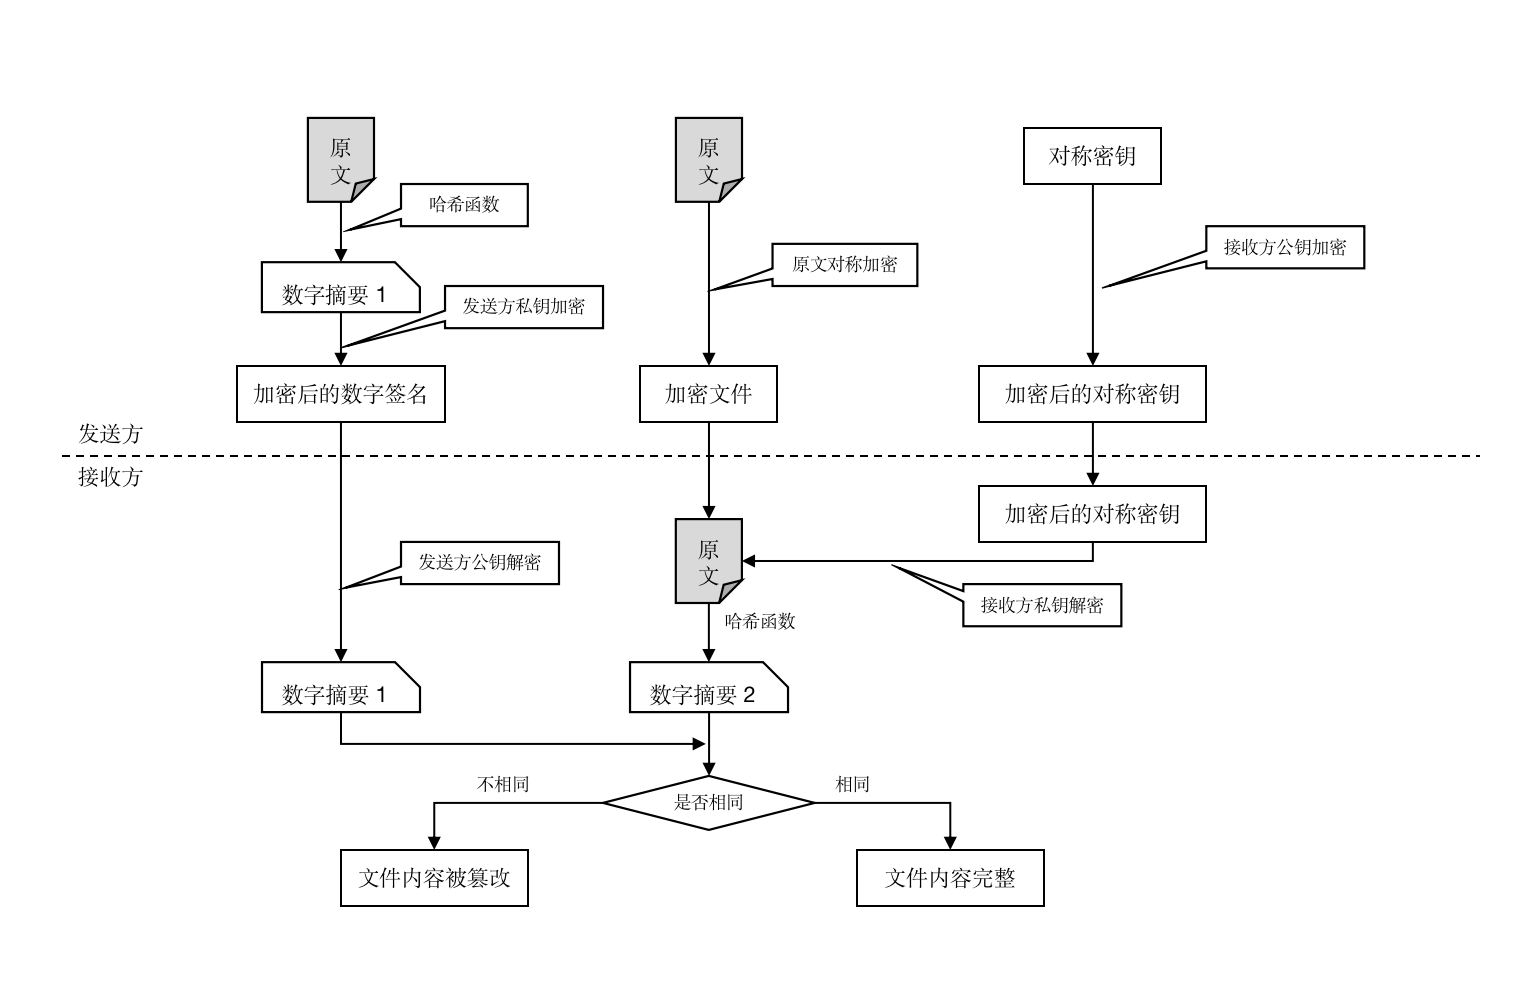 原
文
原
文
对称密钥
哈希函数
接收方公钥加密
原文对称加密
数字摘要 1
发送方私钥加密
加密后的数字签名
加密文件
加密后的对称密钥
发送方
接收方
加密后的对称密钥
原
文
发送方公钥解密
接收方私钥解密
哈希函数
数字摘要 1
数字摘要 2
不相同
相同
是否相同
文件内容被篡改
文件内容完整